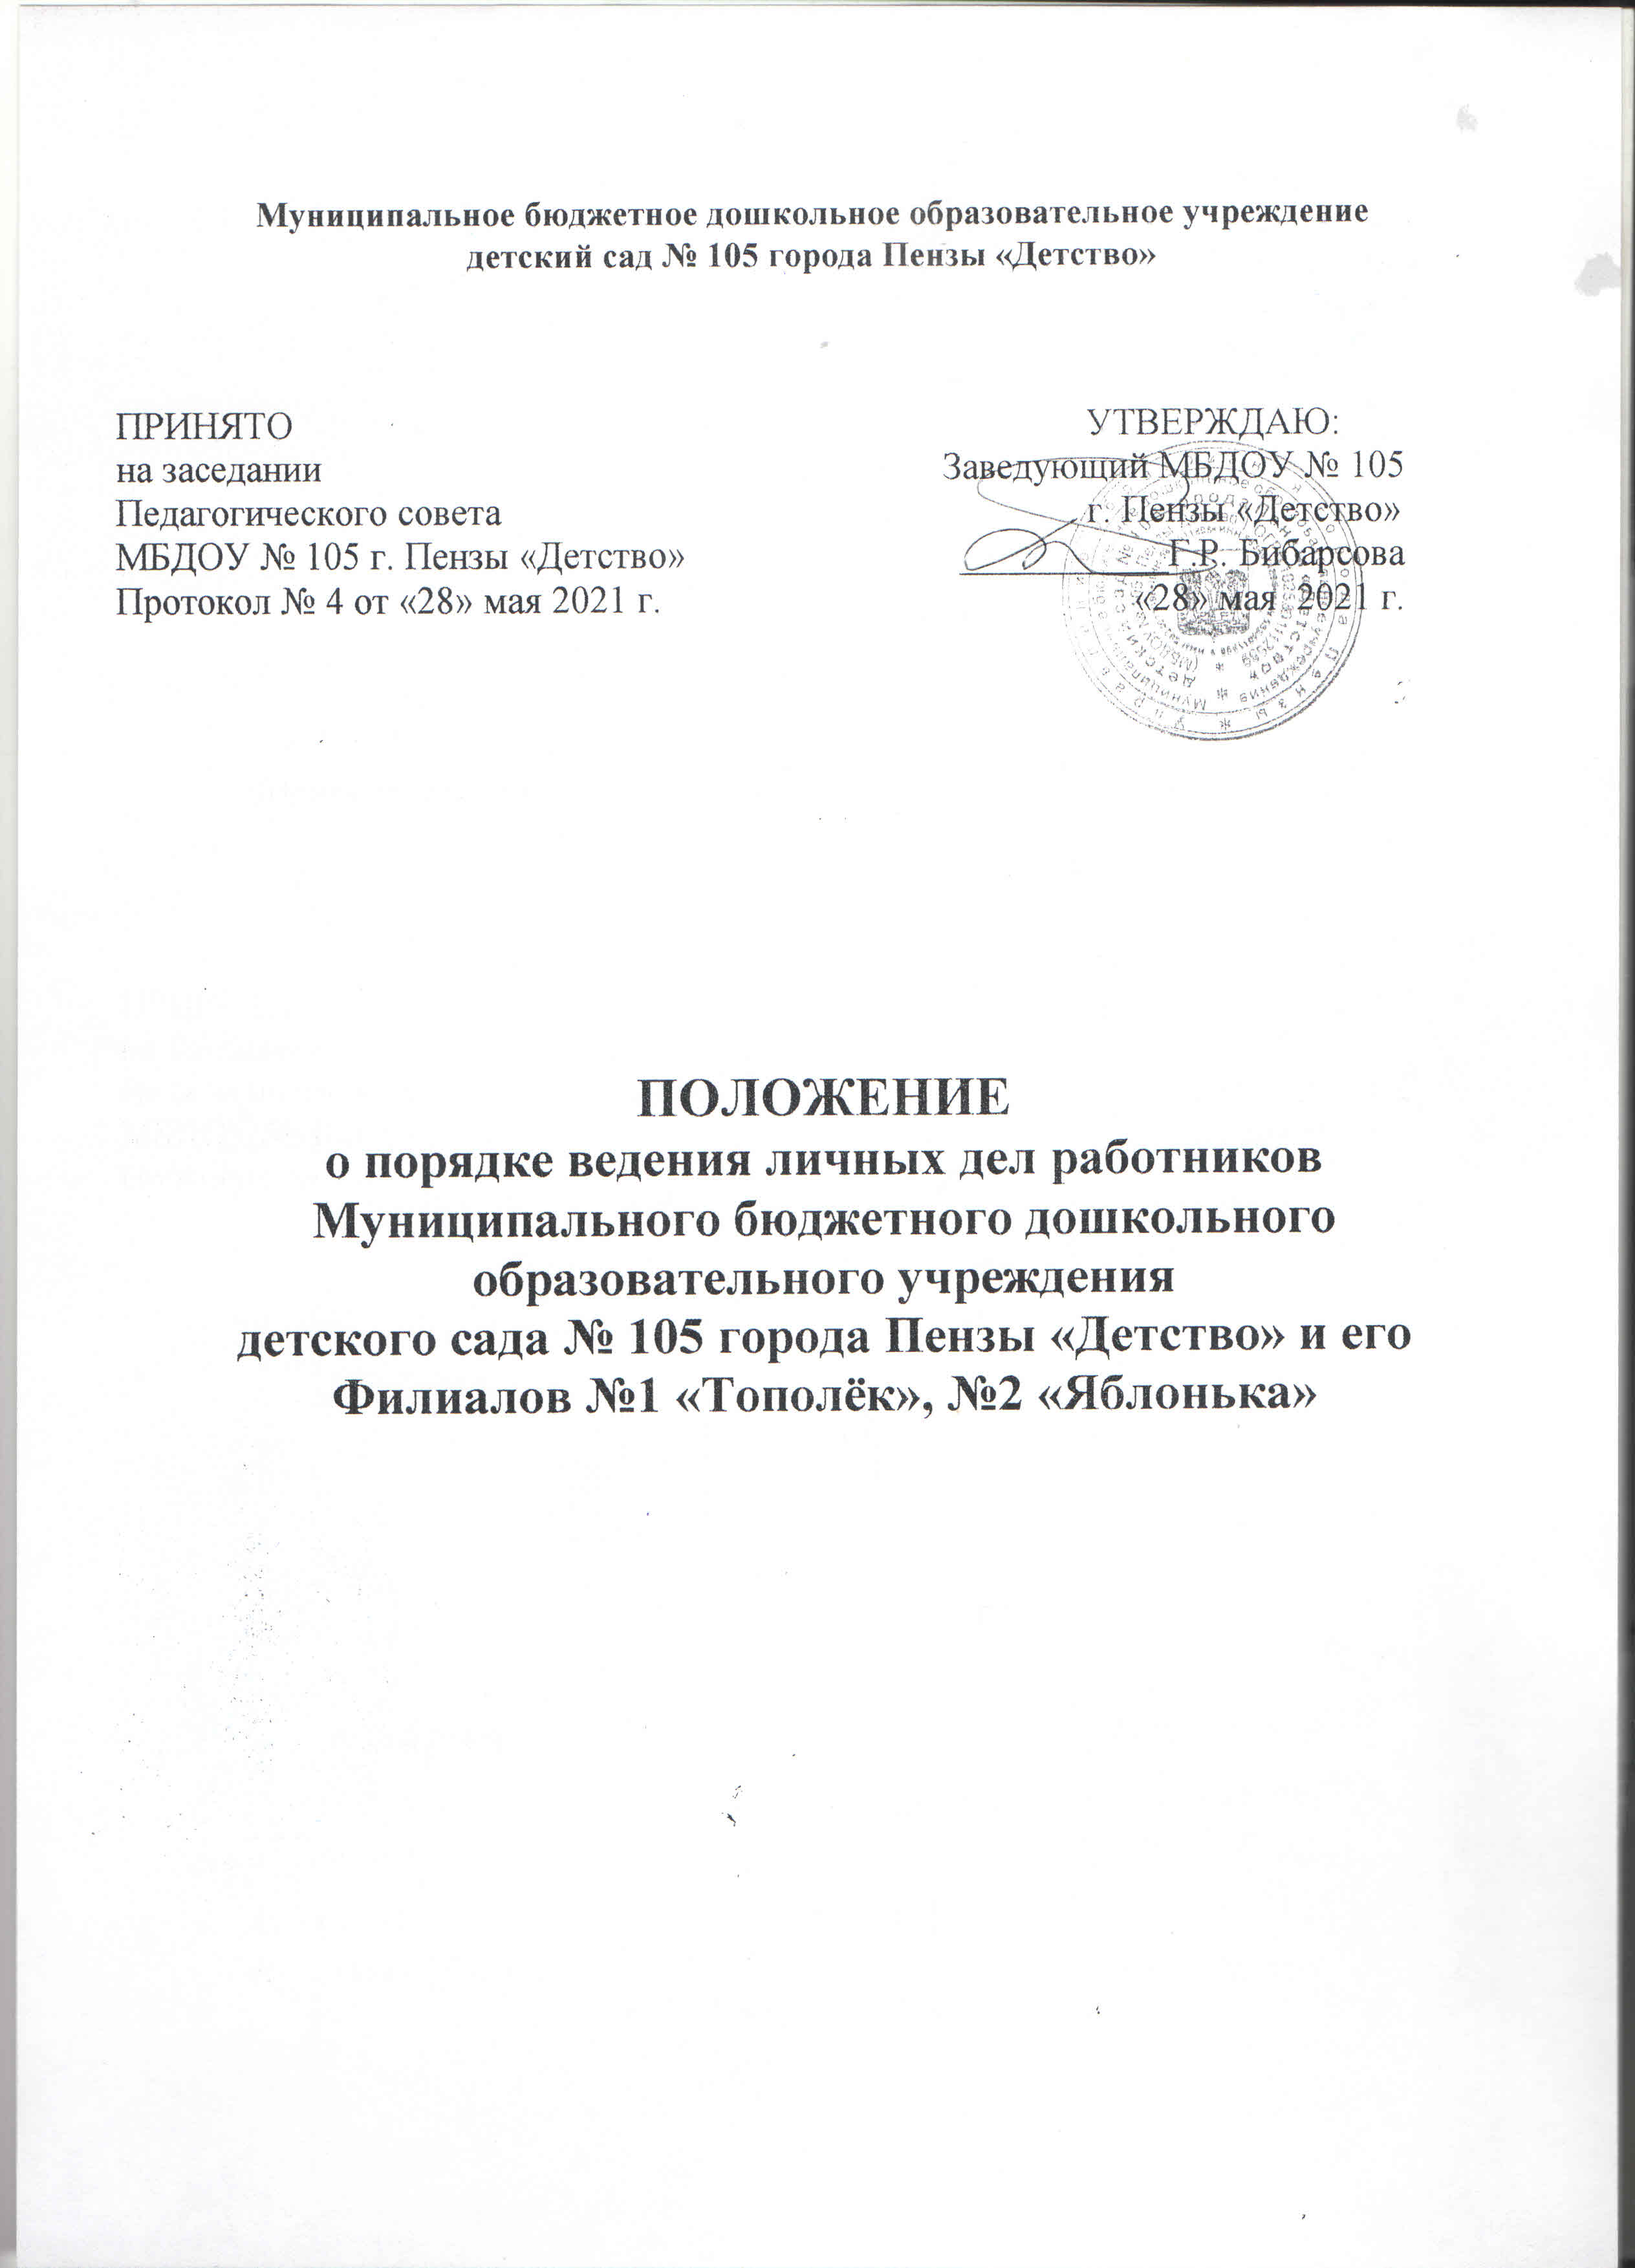 Муниципальное бюджетное дошкольное образовательное учреждение
детский сад № 105 города Пензы «Детство»
ПРИНЯТО
на заседании
Педагогического совета
МБДОУ № 105 г. Пензы «Детство»
Протокол № 4 от «28» мая 2021 г.
УТВЕРЖДАЮ:
Заведующий МБДОУ № 105
г. Пензы «Детство»
Г.Р. Бибарсова
«28» мая 2021 г.
ПОЛОЖЕНИЕ
о порядке ведения личных дел работников
Муниципального бюджетного дошкольного
образовательного учреждения
детского сада № 105 города Пензы «Детство» и его
Филиалов №1 «Тополёк», №2 «Яблонька»